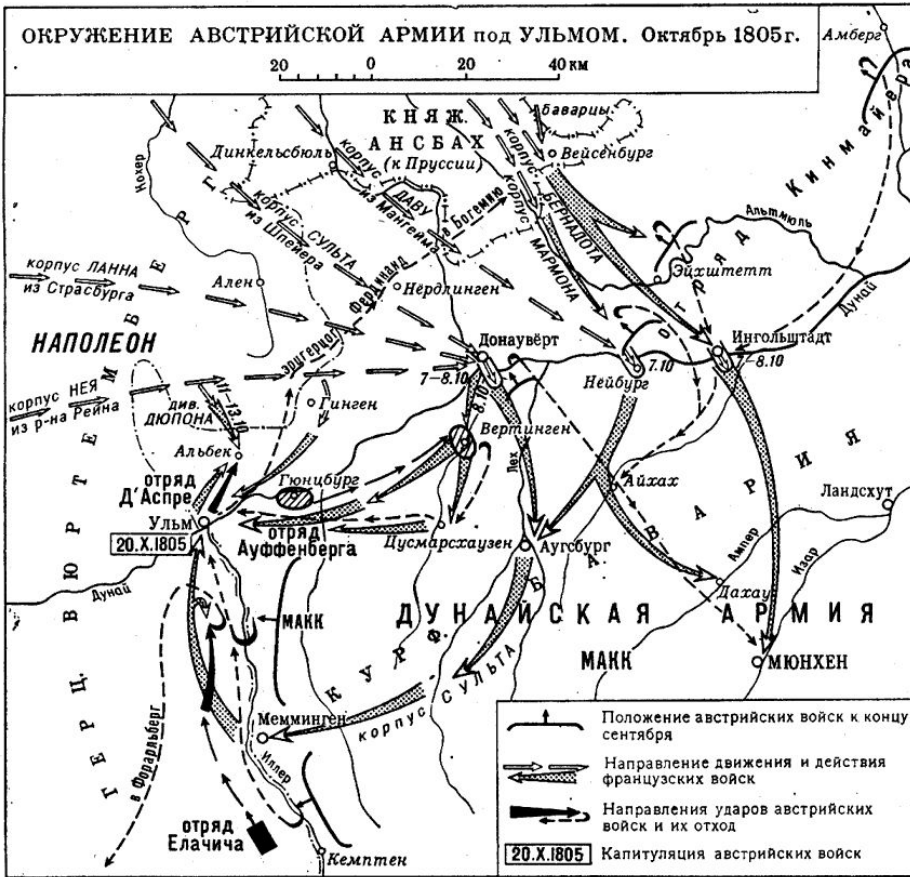 ОКРУЖЕНИЕ АВСТРИЙСКОЙ АРМИИ под УЛЬМОМ. Октябрь 1805г.
20 0 20 40 км
Амберг
КНЯЖ.
АНСБАХ
(к Пруссии)
Баварцы
Вейсенбург
Динкельсбюль
Кохер
корпус ДАВУ
из Мангейма
в Богемию
корпус СУЛЬТА
из Шпейера
корпус БЕРНАДОТА
корпус МАРМОНА
ОТРЯД Кинмайера
Альтмюль
Эйхштетт
Дунай
корпус ЛАННА
из Страсбурга
Ален
Нердлинген
эрцгерцог Фердинанд
НАПОЛЕОН
Донаувёрт
7–8.10
8.10
Нейбург
7.10
Ингольштадт
7–8.10
корпус НЕЯ
из р-на Рейна
11–13.10
див.
ДЮПОНА
Гинген
Альбек
Вертинген
Лех
отряд
Д'Аспре
Гюнцбург
Айхах
Ландсхут
Ульм
20.X.1805
отряд
Ауффенберга
Цусмарсхаузен
Аугсбург
Ампер
Изар
Дахау
Дунай
МАКК
ДУНАЙСКАЯ АРМИЯ
МАКК
МЮНХЕН
КУРФ. БАВАРИЯ
ГЕРЦ. ВЮРТЕМБЕРГ
корпус СУЛЬТА
Мемминген
Иллер
в Форарльберг
отряд
Елачича
Кемптен
Положение австрийских войск к концу
сентября
Направление движения и действия
французских войск
Направления ударов австрийских
войск и их отход
20.X.1805 Капитуляция австрийских войск